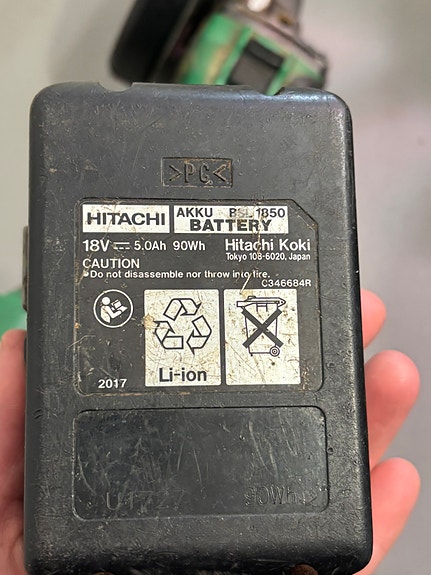 >PC<
HITACHI AKKU BSL1850
BATTERY
18V ⎓ 5.0Ah 90Wh Hitachi Koki
Tokyo 108-6020, Japan
CAUTION
Do not disassemble nor throw into fire.
C346684R
Li-ion
2017
90Wh